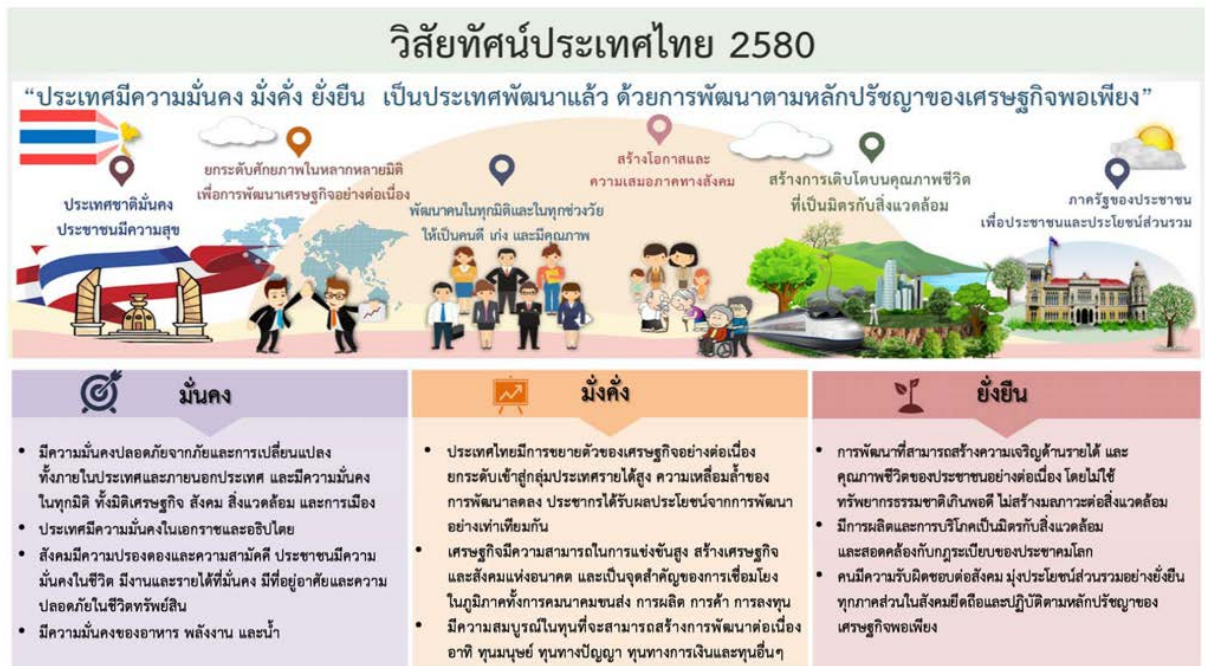 วิสัยทัศน์ประเทศไทย 2580
“ประเทศมีความมั่นคง มั่งคั่ง ยั่งยืน เป็นประเทศพัฒนาแล้ว ด้วยการพัฒนาตามหลักปรัชญาของเศรษฐกิจพอเพียง”
ประเทศชาติมั่นคง
ประชาชนมีความสุข
ยกระดับศักยภาพในหลากหลายมิติ
เพื่อการพัฒนาเศรษฐกิจอย่างต่อเนื่อง
พัฒนาคนในทุกมิติและในทุกช่วงวัย
ให้เป็นคนดี เก่ง และมีคุณภาพ
สร้างโอกาสและ
ความเสมอภาคทางสังคม
สร้างการเติบโตบนคุณภาพชีวิต
ที่เป็นมิตรกับสิ่งแวดล้อม
ภาครัฐของประชาชน
เพื่อประชาชนและประโยชน์ส่วนรวม
มั่นคง
• มีความมั่นคงปลอดภัยจากภัยและการเปลี่ยนแปลง
ทั้งภายในประเทศและภายนอกประเทศ และมีความมั่นคง
ในทุกมิติ ทั้งมิติเศรษฐกิจ สังคม สิ่งแวดล้อม และการเมือง
• ประเทศมีความมั่นคงในเอกราชและอธิปไตย
• สังคมมีความปรองดองและความสามัคคี ประชาชนมีความ
มั่นคงในชีวิต มีงานและรายได้ที่มั่นคง มีที่อยู่อาศัยและความ
ปลอดภัยในชีวิตทรัพย์สิน
• มีความมั่นคงของอาหาร พลังงาน และน้ำ
มั่งคั่ง
• ประเทศไทยมีการขยายตัวของเศรษฐกิจอย่างต่อเนื่อง
ยกระดับเข้าสู่กลุ่มประเทศรายได้สูง ความเหลื่อมล้ำของ
การพัฒนาลดลง ประชากรได้รับผลประโยชน์จากการพัฒนา
อย่างเท่าเทียมกัน
• เศรษฐกิจมีความสามารถในการแข่งขันสูง สร้างเศรษฐกิจ
และสังคมแห่งอนาคต และเป็นจุดสำคัญของการเชื่อมโยง
ในภูมิภาคทั้งการคมนาคมขนส่ง การผลิต การค้า การลงทุน
• มีความสมบูรณ์ในทุนที่จะสามารถสร้างการพัฒนาต่อเนื่อง
อาทิ ทุนมนุษย์ ทุนทางปัญญา ทุนทางการเงินและทุนอื่นๆ
ยั่งยืน
• การพัฒนาที่สามารถสร้างความเจริญด้านรายได้ และ
คุณภาพชีวิตของประชาชนอย่างต่อเนื่อง โดยไม่ใช้
ทรัพยากรธรรมชาติเกินพอดี ไม่สร้างมลภาวะต่อสิ่งแวดล้อม
• มีการผลิตและการบริโภคเป็นมิตรกับสิ่งแวดล้อม
และสอดคล้องกับกฎระเบียบของประชาคมโลก
• คนมีความรับผิดชอบต่อสังคม มุ่งประโยชน์ส่วนรวมอย่างยั่งยืน
ทุกภาคส่วนในสังคมยึดถือและปฏิบัติตามหลักปรัชญาของ
เศรษฐกิจพอเพียง